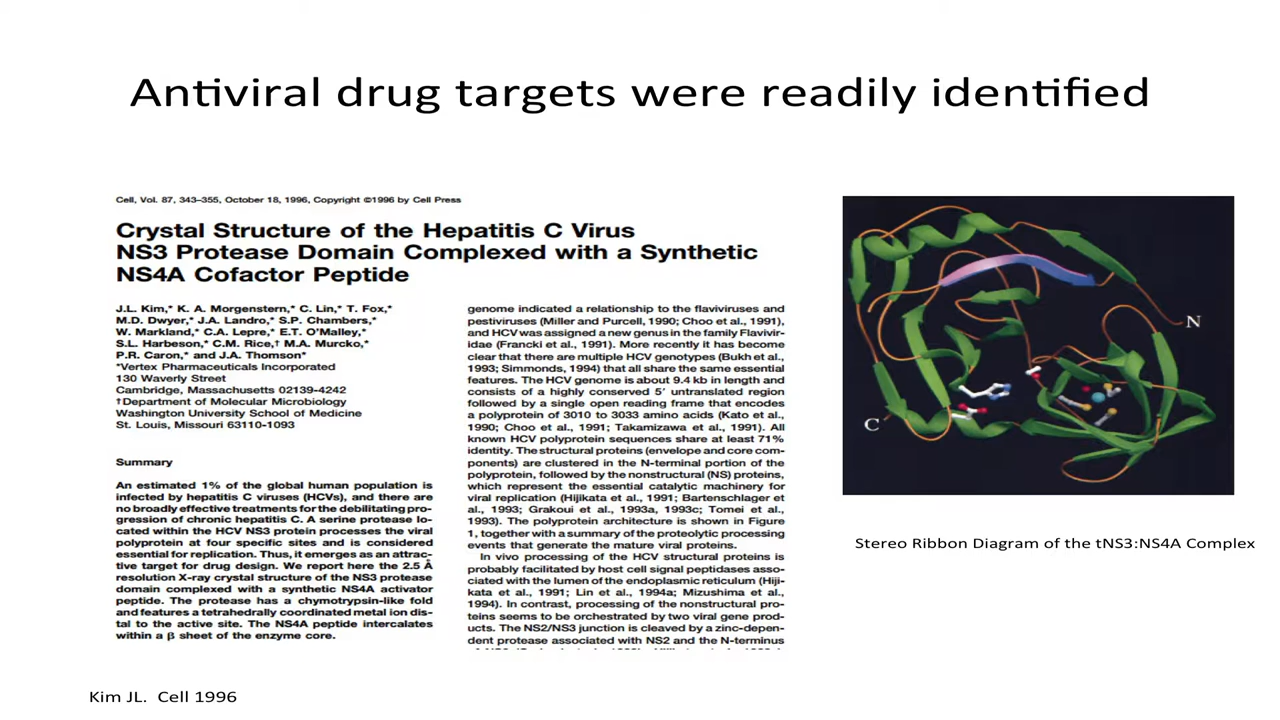 Antiviral drug targets were readily identified
Cell, Vol. 87, 343–355, October 18, 1996, Copyright ©1996 by Cell Press
Crystal Structure of the Hepatitis C Virus
NS3 Protease Domain Complexed with a Synthetic
NS4A Cofactor Peptide
J.L. Kim,* K. A. Morgenstern,* C. Lin,* T. Fox,*
M.D. Dwyer,* J.A. Landro,* S.P. Chambers,*
W. Markland,* C.A. Lepre,* E.T. O'Malley,*
S.L. Harbeson,* C.M. Rice,† M.A. Murcko,*
P.R. Caron,* and J.A. Thomson*
*Vertex Pharmaceuticals Incorporated
130 Waverly Street
Cambridge, Massachusetts 02139-4242
†Department of Molecular Microbiology
Washington University School of Medicine
St. Louis, Missouri 63110-1093
Summary
An estimated 1% of the global human population is
infected by hepatitis C viruses (HCVs), and there are
no broadly effective treatments for the debilitating pro-
gression of chronic hepatitis C. A serine protease lo-
cated within the HCV NS3 protein processes the viral
polyprotein at four specific sites and is considered
essential for replication. Thus, it emerges as an attrac-
tive target for drug design. We report here the 2.5 Å
resolution X-ray crystal structure of the NS3 protease
domain complexed with a synthetic NS4A activator
peptide. The protease has a chymotrypsin-like fold
and features a tetrahedrally coordinated metal ion dis-
tal to the active site. The NS4A peptide intercalates
within a β sheet of the enzyme core.
genome indicated a relationship to the flaviviruses and
pestiviruses (Miller and Purcell, 1990; Choo et al., 1991),
and HCV was assigned a new genus in the family Flavivir-
idae (Francki et al., 1991). More recently it has become
clear that there are multiple HCV genotypes (Bukh et al.,
1993; Simmonds, 1994) that all share the same essential
features. The HCV genome is about 9.4 kb in length and
consists of a highly conserved 5′ untranslated region
followed by a single open reading frame that encodes
a polyprotein of 3010 to 3033 amino acids (Kato et al.,
1990; Choo et al., 1991; Takamizawa et al., 1991). All
known HCV polyprotein sequences share at least 71%
identity. The structural proteins (envelope and core com-
ponents) are clustered in the N-terminal portion of the
polyprotein, followed by the nonstructural (NS) proteins,
which represent the essential catalytic machinery for
viral replication (Hijikata et al., 1991; Bartenschlager et
al., 1993; Grakoui et al., 1993a, 1993c; Tomei et al.,
1993). The polyprotein architecture is shown in Figure
1, together with a summary of the proteolytic processing
events that generate the mature viral proteins.
In vivo processing of the HCV structural proteins is
probably facilitated by host cell signal peptidases asso-
ciated with the lumen of the endoplasmic reticulum (Hiji-
kata et al., 1991; Lin et al., 1994a; Mizushima et al.,
1994). In contrast, processing of the nonstructural pro-
teins seems to be orchestrated by two viral gene prod-
ucts. The NS2/NS3 junction is cleaved by a zinc-depen-
dent protease associated with NS2 and the N-terminus
N
C
Stereo Ribbon Diagram of the tNS3:NS4A Complex
Kim JL. Cell 1996